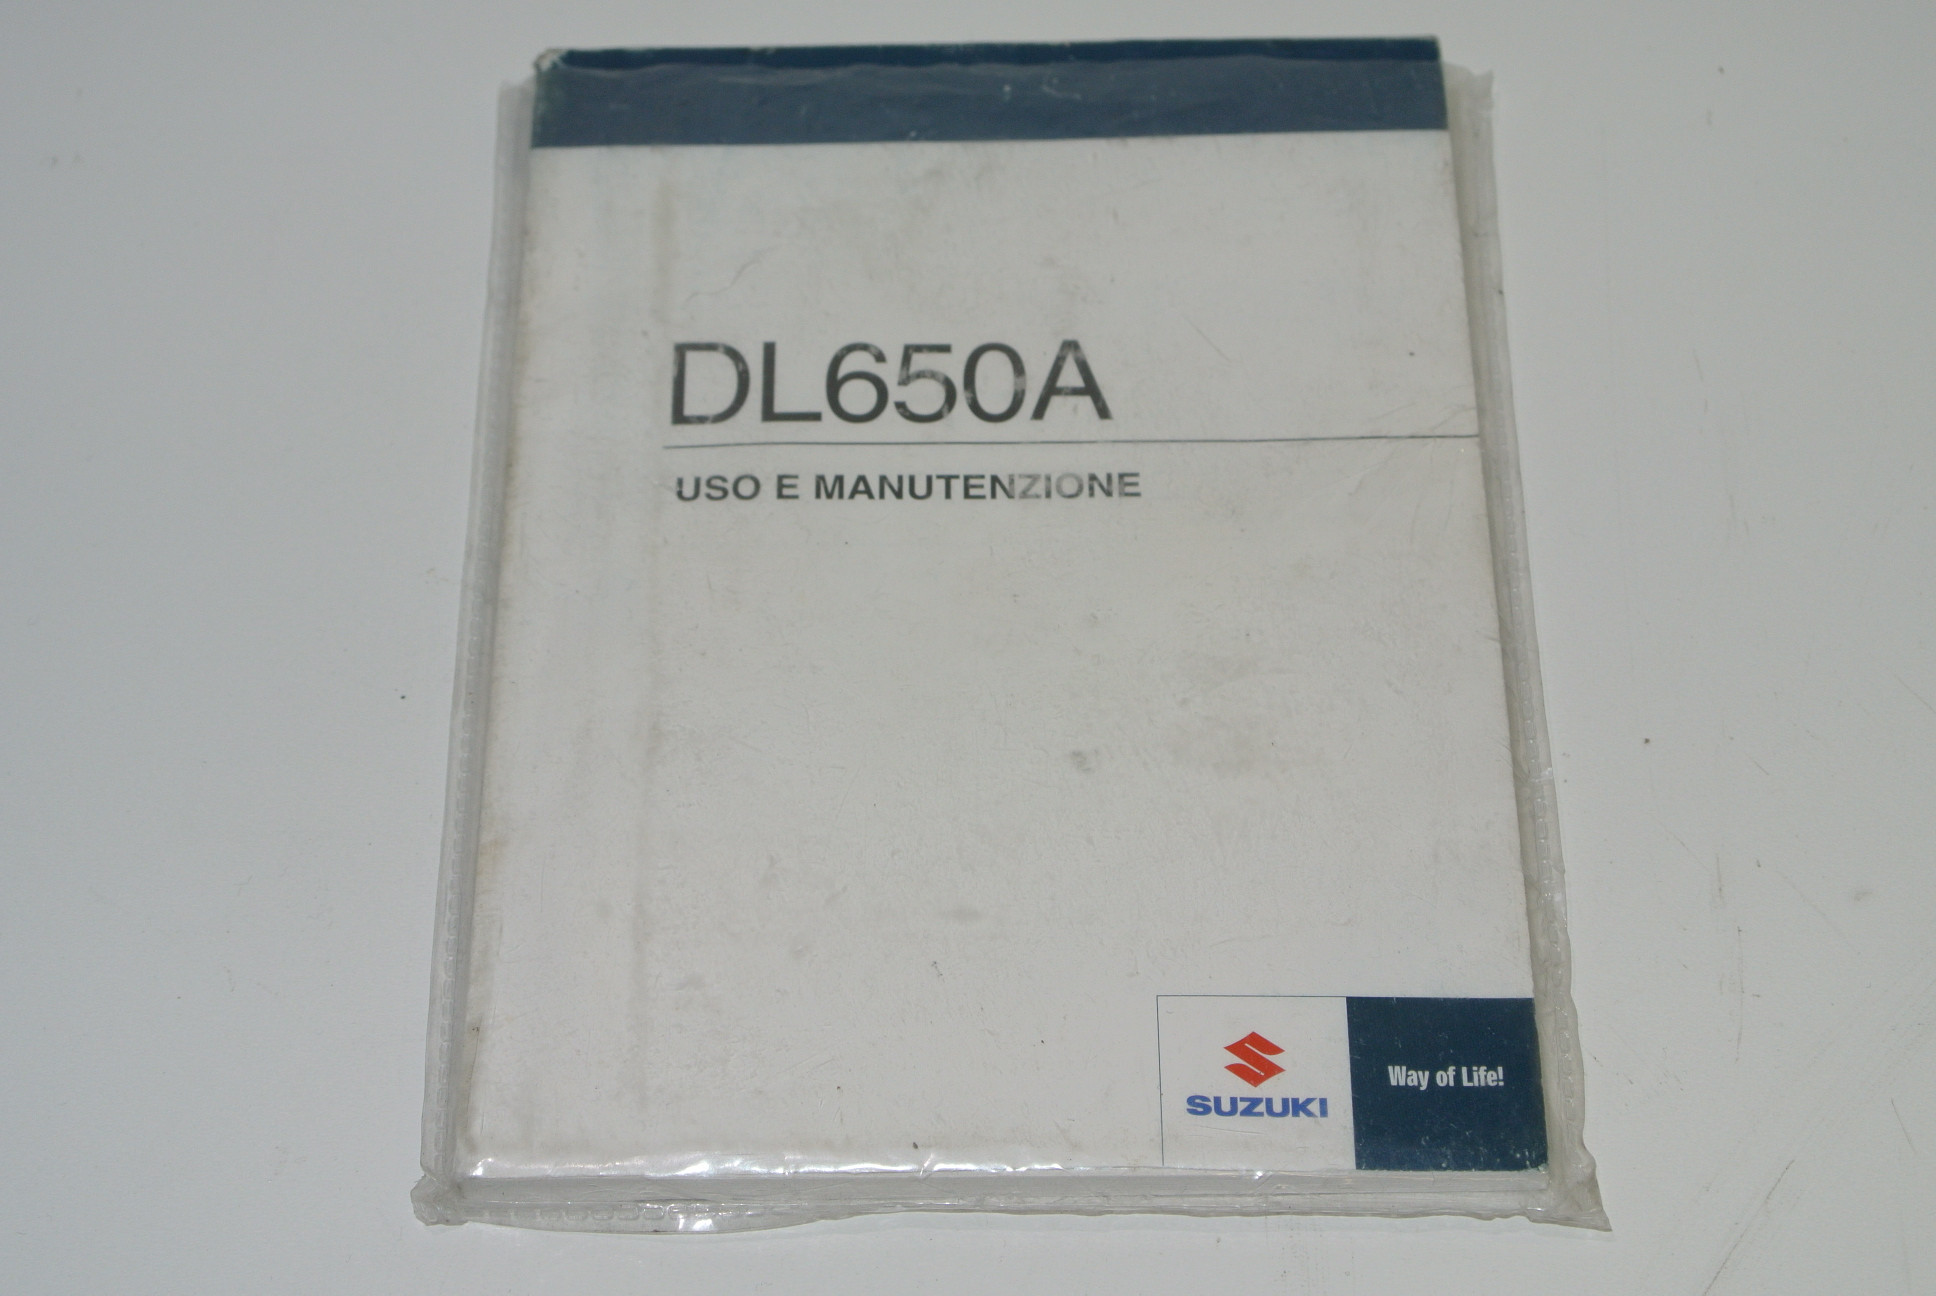 DL650A
USO E MANUTENZIONE
SUZUKI
Way of Life!